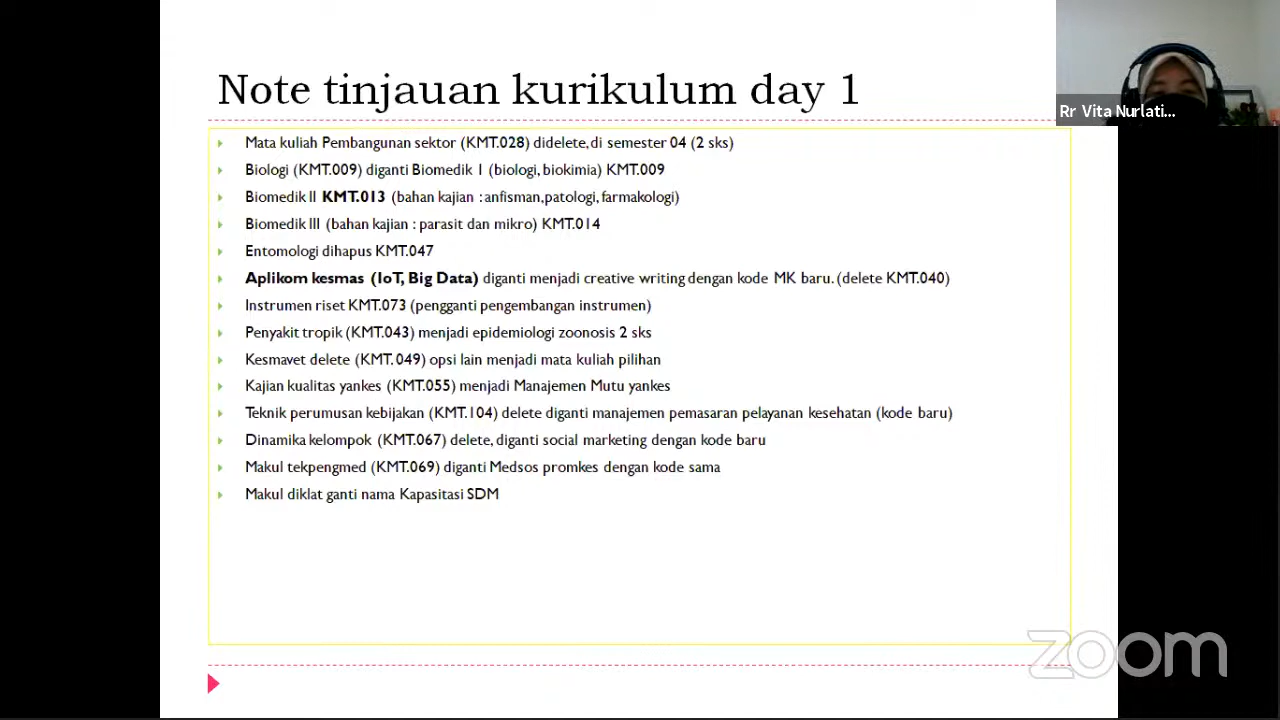 Note tinjauan kurikulum day 1
Rr Vita Nurlati...
Mata kuliah Pembangunan sektor (KMT.028) didelete, di semester 04 (2 sks)
Biologi (KMT.009) diganti Biomedik 1 (biologi, biokimia) KMT.009
Biomedik II KMT.013 (bahan kajian : anfisman,patologi, farmakologi)
Biomedik III (bahan kajian : parasit dan mikro) KMT.014
Entomologi dihapus KMT.047
Aplikom kesmas (IoT, Big Data) diganti menjadi creative writing dengan kode MK baru. (delete KMT.040)
Instrumen riset KMT.073 (pengganti pengembangan instrumen)
Penyakit tropik (KMT.043) menjadi epidemiologi zoonosis 2 sks
Kesmavet delete (KMT. 049) opsi lain menjadi mata kuliah pilihan
Kajian kualitas yankes (KMT.055) menjadi Manajemen Mutu yankes
Teknik perumusan kebijakan (KMT.104) delete diganti manajemen pemasaran pelayanan kesehatan (kode baru)
Dinamika kelompok (KMT.067) delete, diganti social marketing dengan kode baru
Makul tekpengmed (KMT.069) diganti Medsos promkes dengan kode sama
Makul diklat ganti nama Kapasitasi SDM
zoom